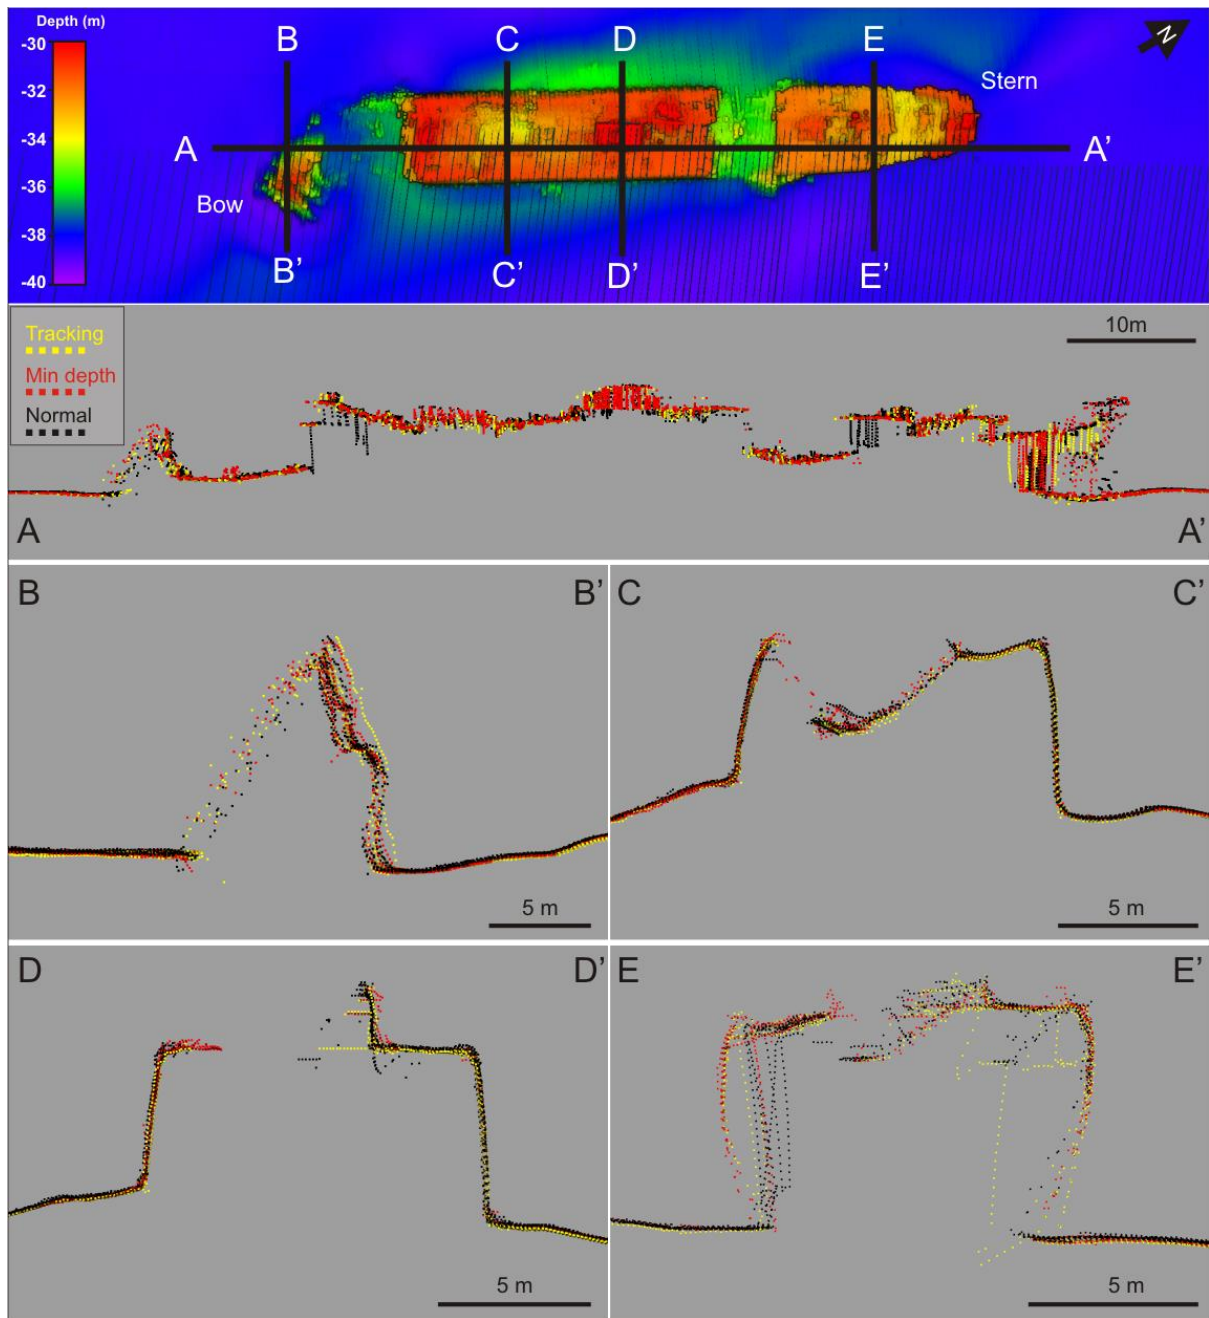 Depth (m)
-30
-32
-34
-36
-38
-40
B
C
D
E
N
Stern
A
A'
Bow
B'
C'
D'
E'
Tracking
Min depth
Normal
10m
A
A'
B
B'
C
C'
5 m
5 m
D
D'
E
E'
5 m
5 m